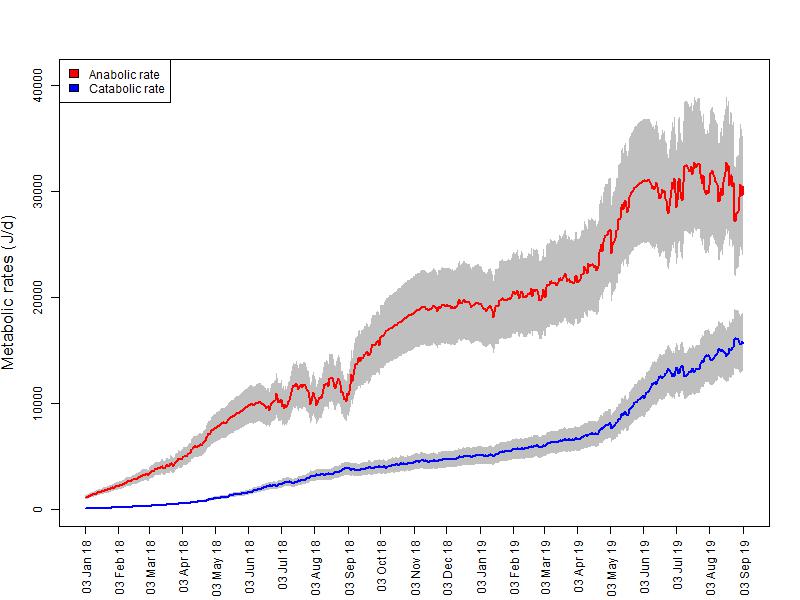 Anabolic rate
Catabolic rate
Metabolic rates (J/d)
40000
30000
20000
10000
0
03 Jan 18
03 Feb 18
03 Mar 18
03 Apr 18
03 May 18
03 Jun 18
03 Jul 18
03 Aug 18
03 Sep 18
03 Oct 18
03 Nov 18
03 Dec 18
03 Jan 19
03 Feb 19
03 Mar 19
03 Apr 19
03 May 19
03 Jun 19
03 Jul 19
03 Aug 19
03 Sep 19